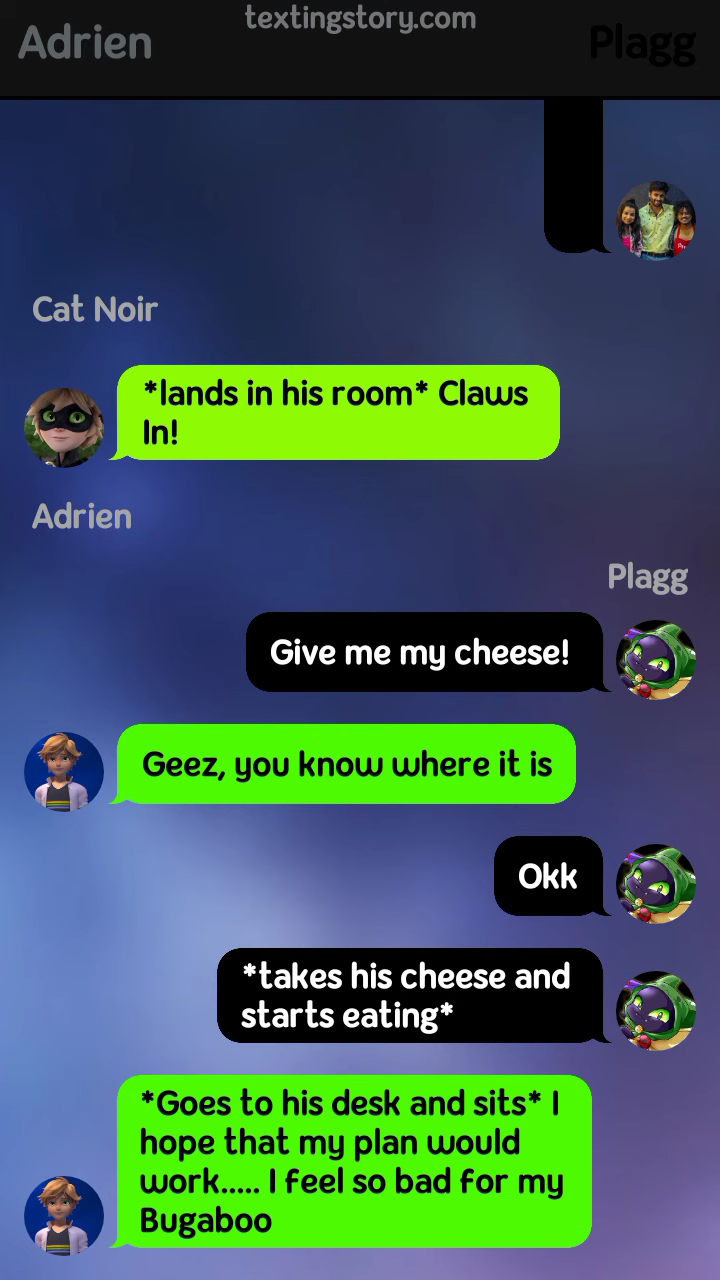 textingstory.com
Adrien
Plagg
Cat Noir
*lands in his room* Claws
In!
Adrien
Plagg
Give me my cheese!
Geez, you know where it is
Okk
*takes his cheese and
starts eating*
*Goes to his desk and sits* I
hope that my plan would
work..... I feel so bad for my
Bugaboo